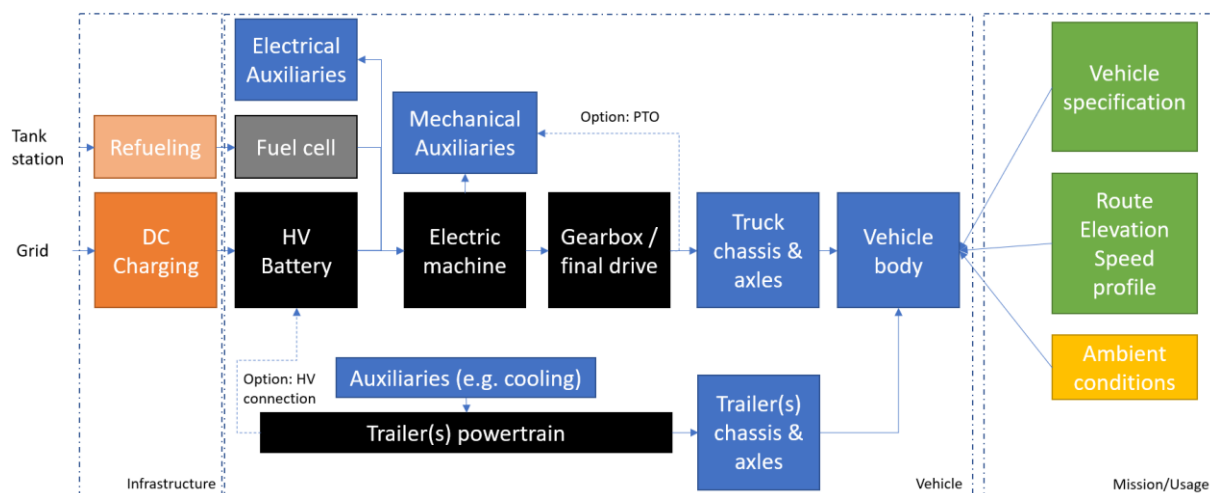 Electrical
Auxiliaries
Vehicle
specification
Mechanical
Auxiliaries
Option: PTO
Tank
station
Refueling
Fuel cell
Grid
DC
Charging
HV
Battery
Electric
machine
Gearbox /
final drive
Truck
chassis &
axles
Vehicle
body
Route
Elevation
Speed
profile
Option: HV
connection
Auxiliaries (e.g. cooling)
Trailer(s) powertrain
Trailer(s)
chassis &
axles
Ambient
conditions
Infrastructure
Vehicle
Mission/Usage